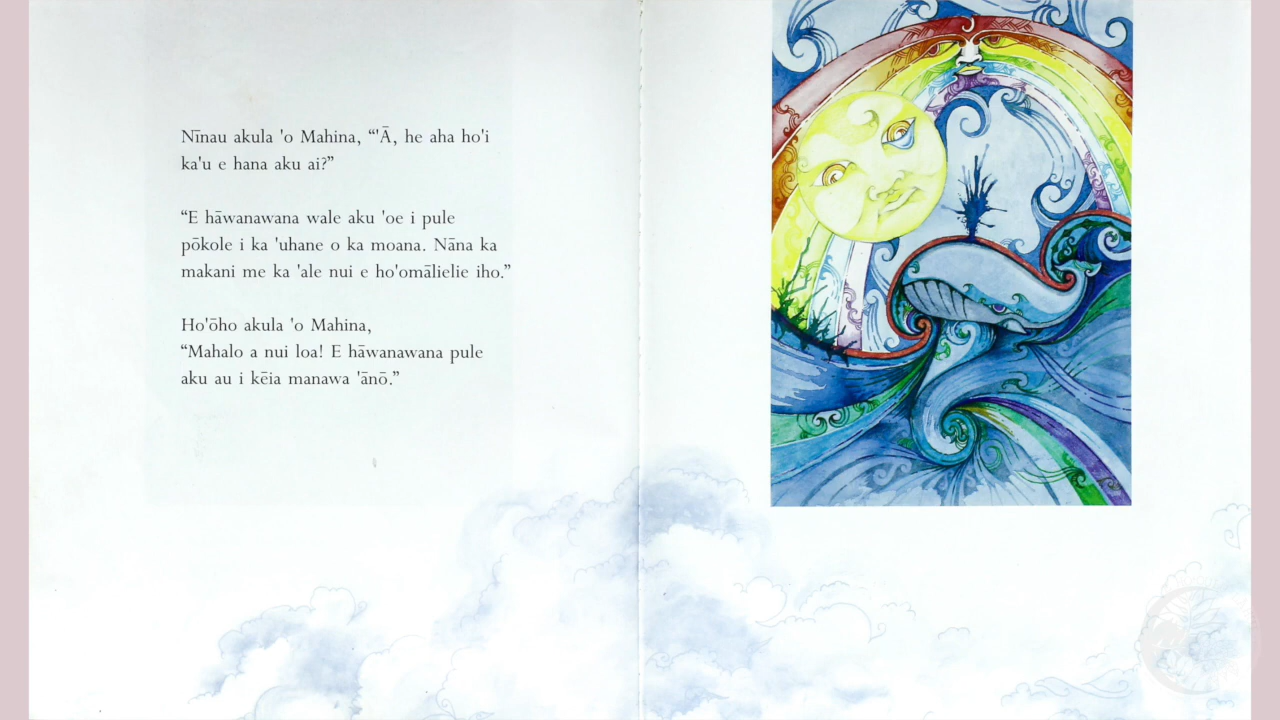 Nīnau akula 'o Mahina, “'Ā, he aha ho'i
ka'u e hana aku ai?”
“E hāwanawana wale aku 'oe i pule
pōkole i ka 'uhane o ka moana. Nāna ka
makani me ka 'ale nui e ho'omālielie iho.”
Ho'ōho akula 'o Mahina,
“Mahalo a nui loa! E hāwanawana pule
aku au i kēia manawa 'ānō.”